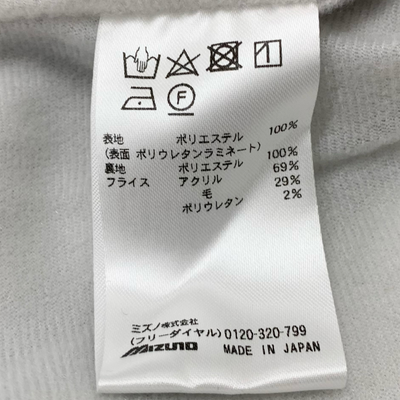 F
表地 ポリエステル 100%
(表面 ポリウレタンラミネート) 100%
裏地 ポリエステル 69%
フライス アクリル 29%
毛 2%
ポリウレタン
ミズノ株式会社
(フリーダイヤル) 0120-320-799
MIZUNO MADE IN JAPAN